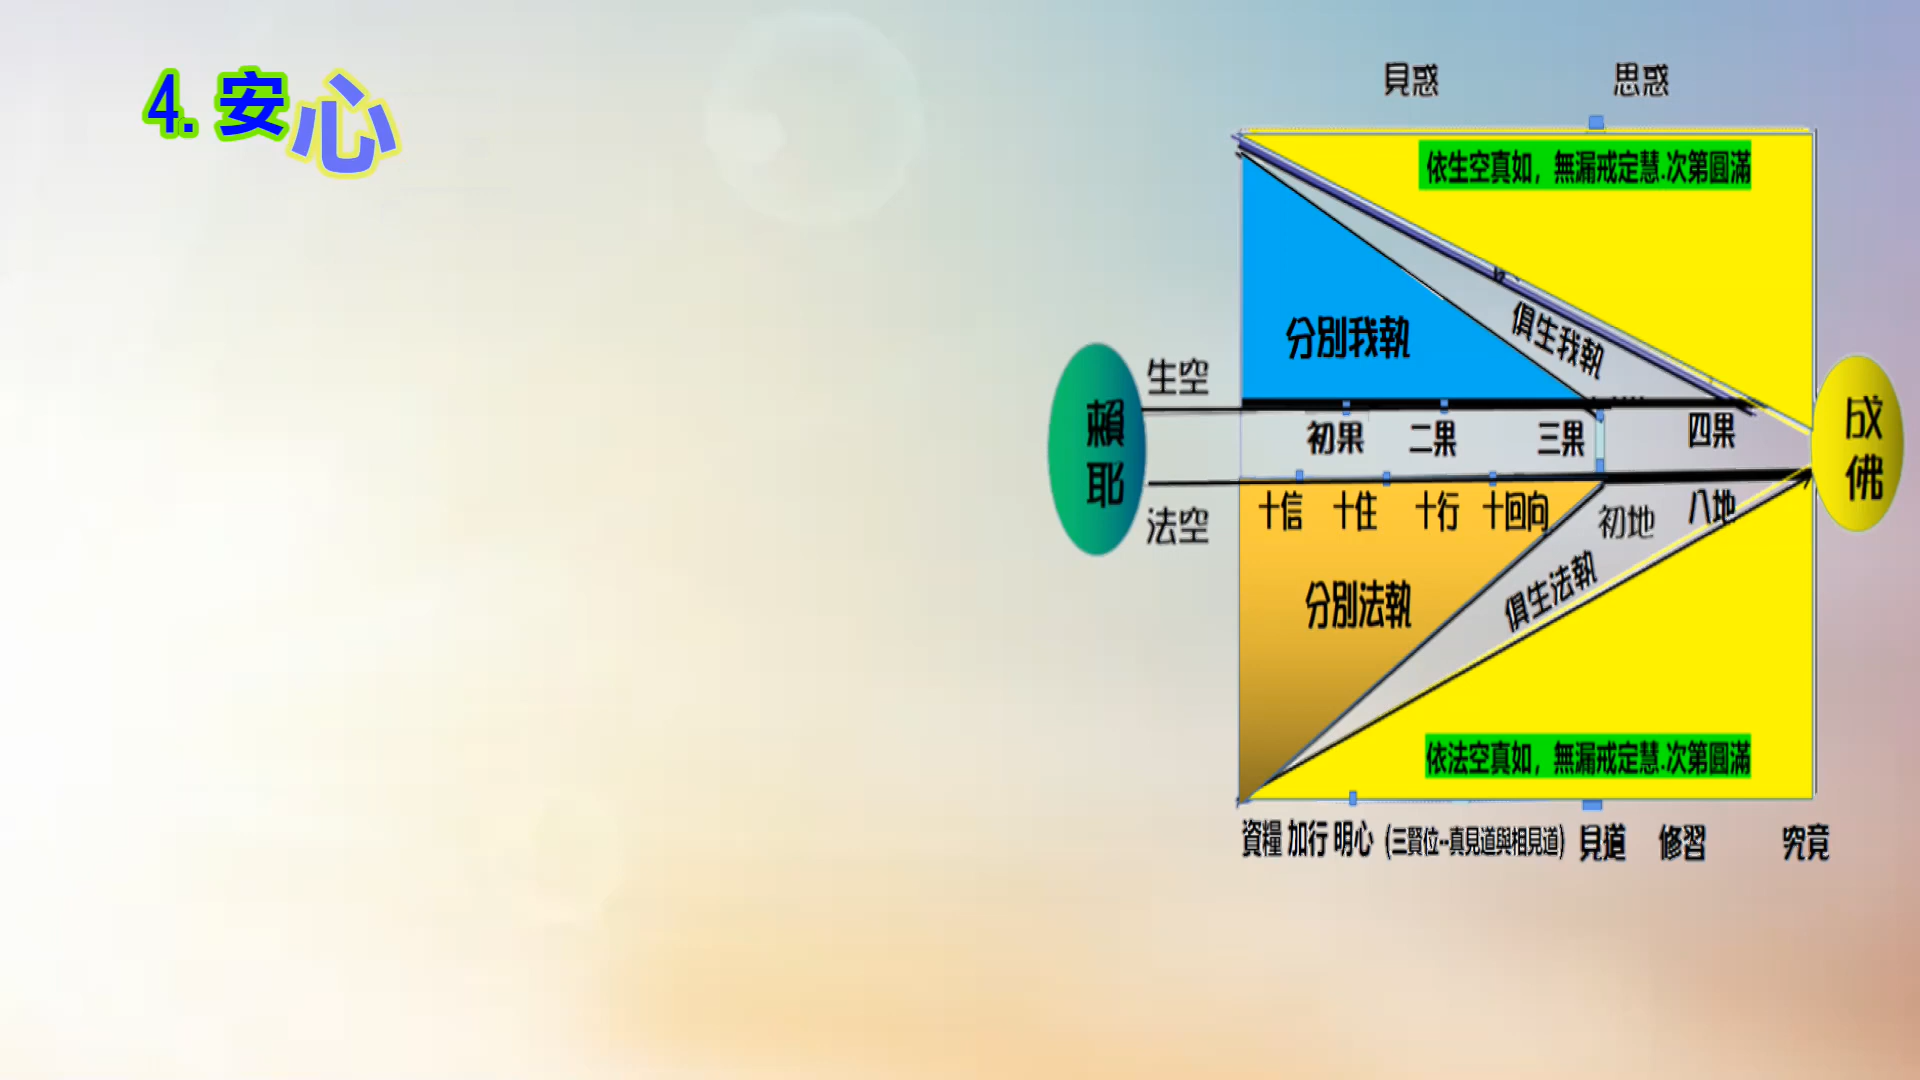 4. 安心
見惑 思惑
依生空真如，無漏戒定慧.次第圓滿
分別我執
俱生我執
生空
賴耶
成佛
初果 二果 三果 四果
十信 十住 十行 十回向 初地 八地
法空
分別法執
俱生法執
依法空真如，無漏戒定慧.次第圓滿
資糧 加行 明心 (三賢位--真見道與相見道) 見道 修習 究竟